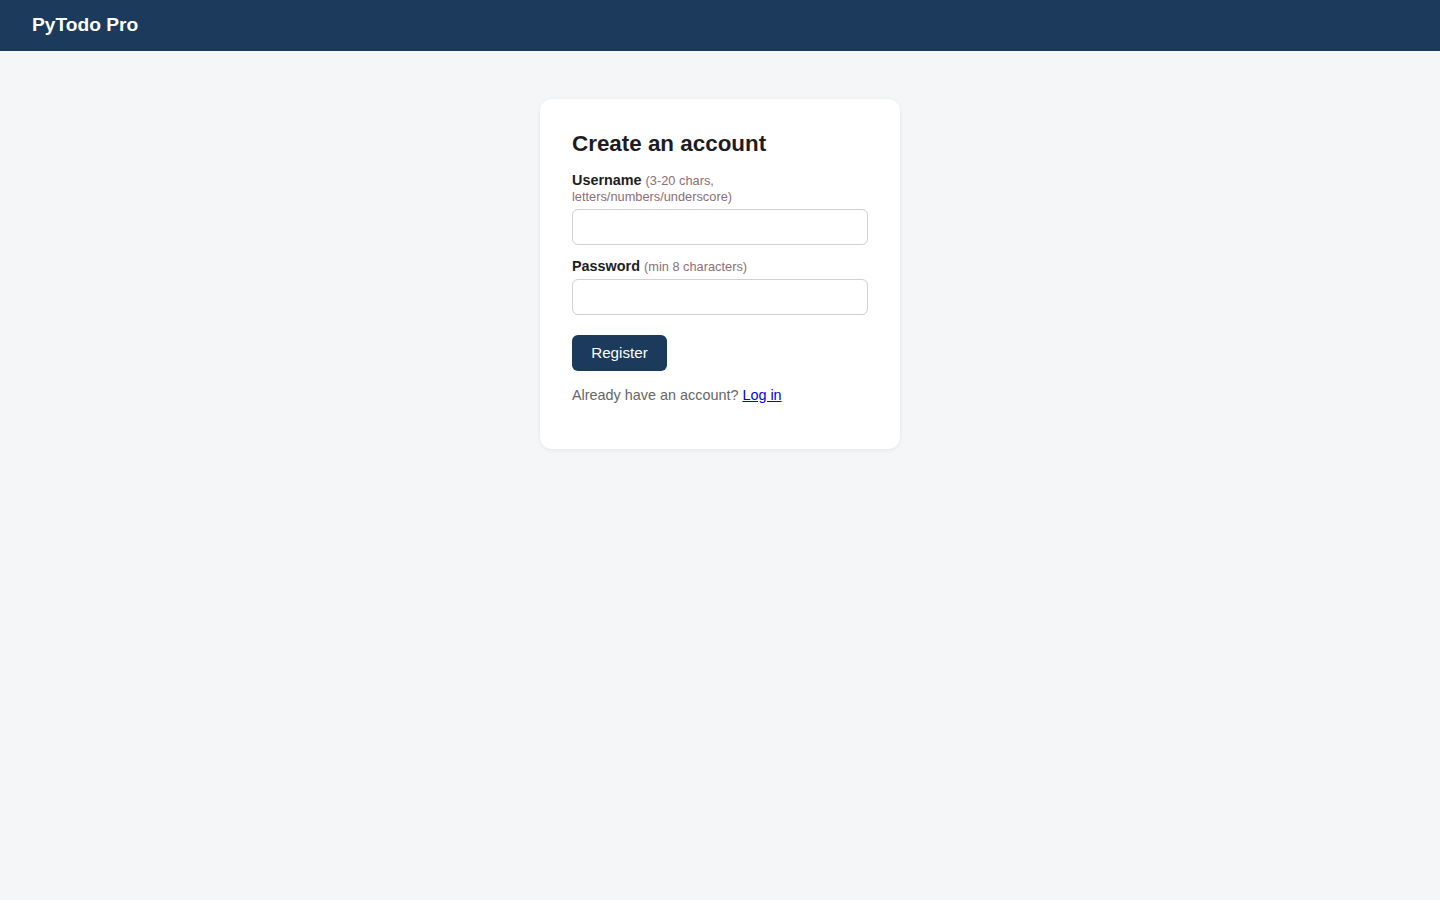 PyTodo Pro
Create an account
Username (3-20 chars,
letters/numbers/underscore)
Password (min 8 characters)
Register
Already have an account? Log in